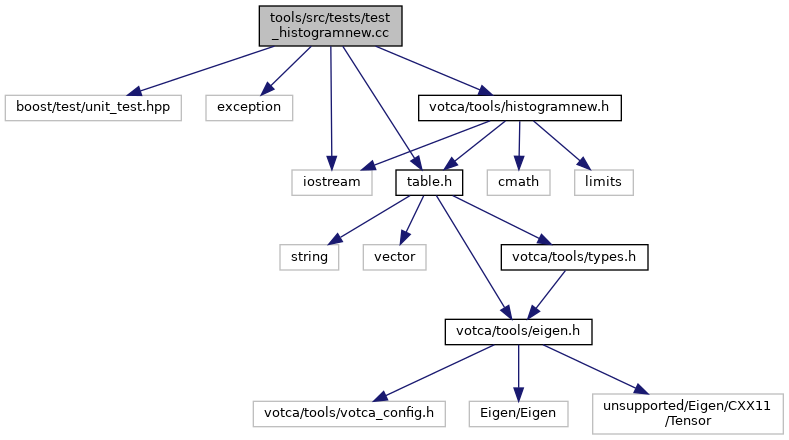 tools/src/tests/test
_histogramnew.cc
boost/test/unit_test.hpp
exception
votca/tools/histogramnew.h
iostream
table.h
cmath
limits
string
vector
votca/tools/types.h
votca/tools/eigen.h
votca/tools/votca_config.h
Eigen/Eigen
unsupported/Eigen/CXX11
/Tensor